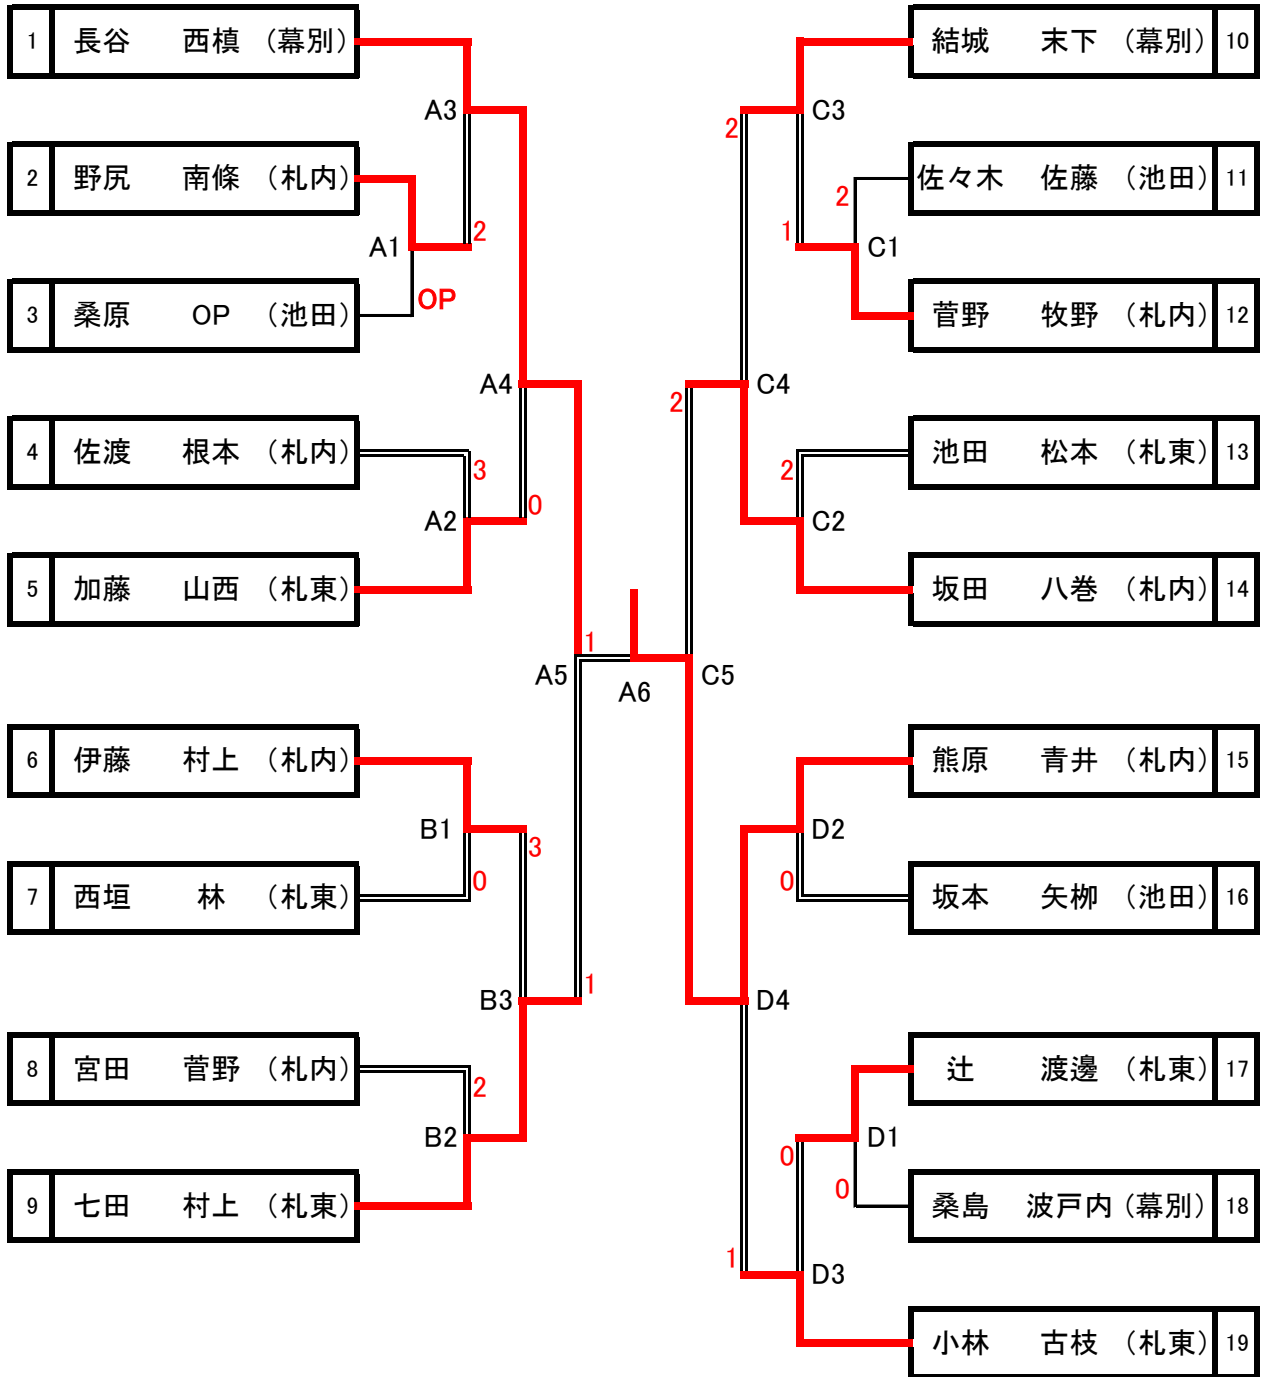 1 長谷 西槙 (幕別)
A3
2 野尻 南條 (札内)
A1
2
3 桑原 OP (池田)
OP
A4
4 佐渡 根本 (札内)
3
A2
0
5 加藤 山西 (札東)
1
A5
A6
6 伊藤 村上 (札内)
B1
3
7 西垣 林 (札東)
0
B3
1
8 宮田 菅野 (札内)
2
B2
9 七田 村上 (札東)
結城 末下 (幕別) 10
2
C3
佐々木 佐藤 (池田) 11
2
1
C1
菅野 牧野 (札内) 12
C4
2
池田 松本 (札東) 13
2
C2
坂田 八巻 (札内) 14
C5
熊原 青井 (札内) 15
D2
坂本 矢栁 (池田) 16
0
D4
辻 渡邊 (札東) 17
D1
0
桑島 波戸内 (幕別) 18
0
1
D3
小林 古枝 (札東) 19